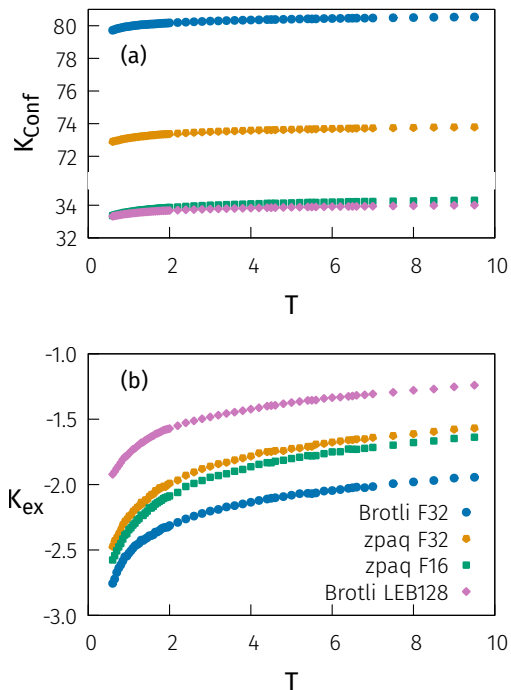 80
(a)
78
76
74
72
K_Conf
34
32
0 2 4 6 8 10
T
-1.0
(b)
-1.5
-2.0
K_ex
Brotli F32
zpaq F32
-2.5
zpaq F16
Brotli LEB128
-3.0
0 2 4 6 8 10
T